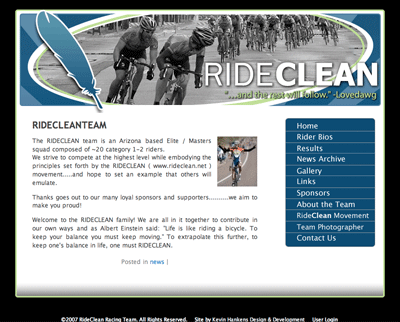 RIDECLEAN
"...and the rest will follow." -Lovedawg
RIDECLEANTEAM
The RIDECLEAN team is an Arizona based Elite / Masters
squad composed of ~20 category 1-2 riders.
We strive to compete at the highest level while embodying the
principles set forth by the RIDECLEAN ( www.rideclean.net )
movement.....and hope to set an example that others will
emulate.
Thanks goes out to our many loyal sponsors and supporters..........we aim to
make you proud!
Welcome to the RIDECLEAN family! We are all in it together to contribute in
our own ways and as Albert Einstein said: "Life is like riding a bicycle. To
keep your balance you must keep moving." To extrapolate this further, to
keep one's balance in life, one must RIDECLEAN.
Posted in news |
Home
Rider Bios
Results
News Archive
Gallery
Links
Sponsors
About the Team
RideClean Movement
Team Photographer
Contact Us
©2007 RideClean Racing Team. All Rights Reserved. Site by Kevin Hankens Design & Development User Login